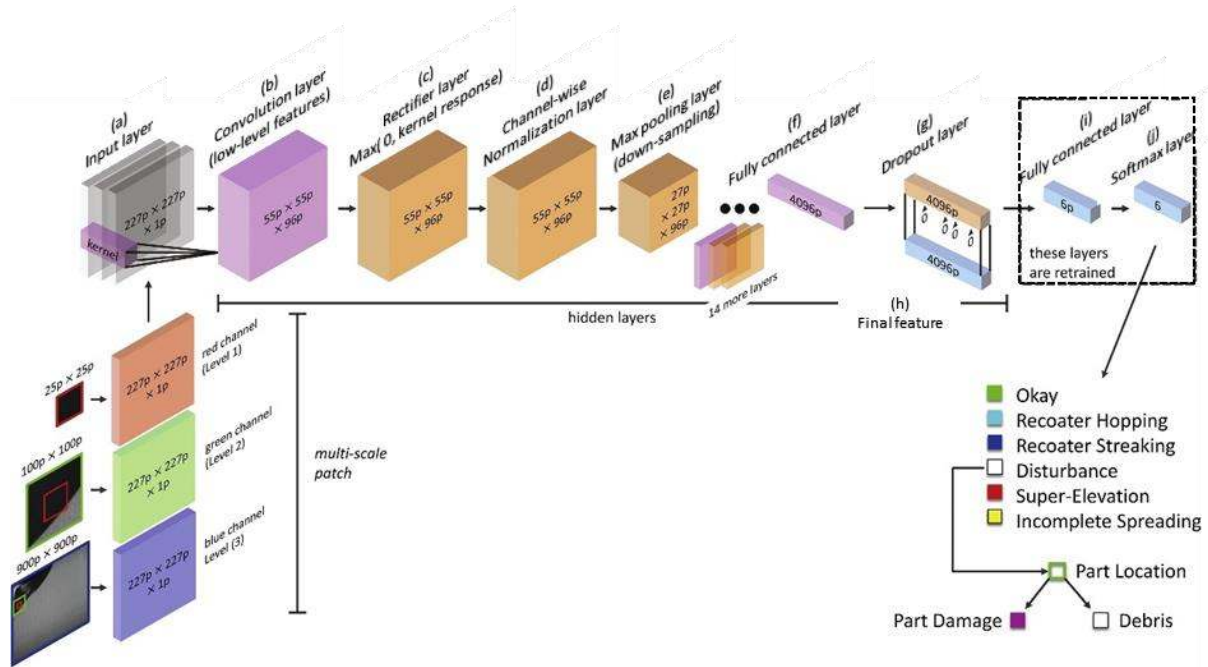 (a)
Input layer
227p × 227p
× 1p
kernel
(b)
Convolution layer
(low-level features)
55p × 55p
× 96p
(c)
Rectifier layer
Max( 0, kernel response)
55p × 55p
× 96p
(d)
Channel-wise
Normalization layer
55p × 55p
× 96p
(e)
Max pooling layer
(down-sampling)
27p
× 27p
× 96p
14 more layers
(f)
Fully connected layer
4096p
(g)
Dropout layer
4096p
0 0 0 0
4096p
(i)
Fully connected layer
6p
(j)
Softmax layer
6
these layers
are retrained
hidden layers
(h)
Final feature
25p × 25p
227p × 227p
× 1p
red channel
(Level 1)
100p × 100p
227p × 227p
× 1p
green channel
(Level 2)
900p × 900p
227p × 227p
× 1p
blue channel
Level (3)
multi-scale
patch
Okay
Recoater Hopping
Recoater Streaking
Disturbance
Super-Elevation
Incomplete Spreading
Part Location
Part Damage
Debris